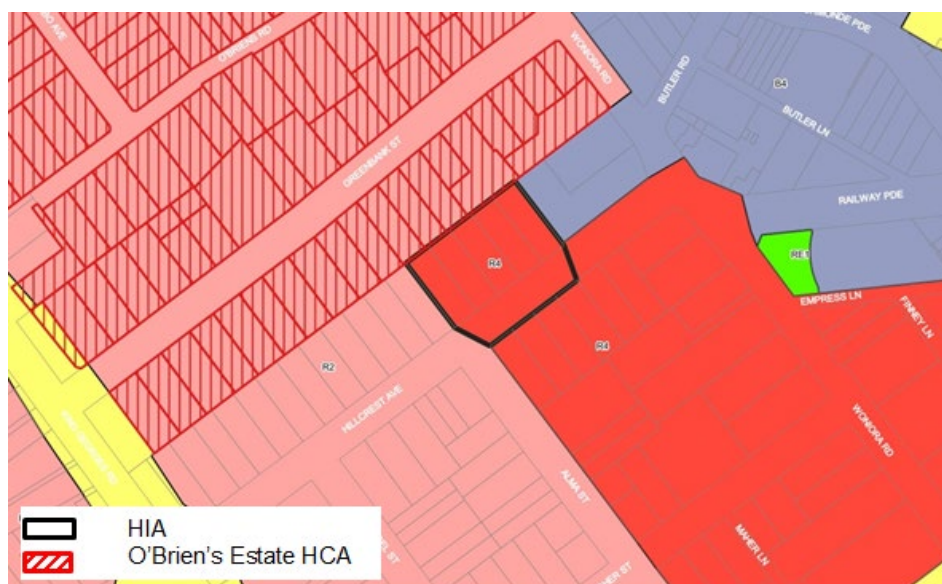 O'BRIENS RD
WONIORA RD
BUTLER RD
B4
BUTLER LN
GREENBANK ST
RAILWAY PDE
R4
RE1
EMPRESS LN
FINNEY LN
R4
R2
HILLCREST AVE
WONIORA RD
ALMA ST
MAHER LN
HIA
O'Brien's Estate HCA